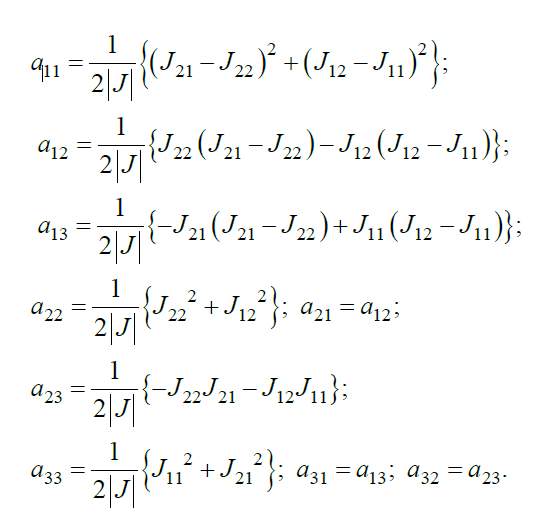 a₁₁ = 1/(2|J|) {(J₂₁ − J₂₂)² + (J₁₂ − J₁₁)²};
a₁₂ = 1/(2|J|) {J₂₂(J₂₁ − J₂₂) − J₁₂(J₁₂ − J₁₁)};
a₁₃ = 1/(2|J|) {−J₂₁(J₂₁ − J₂₂) + J₁₁(J₁₂ − J₁₁)};
a₂₂ = 1/(2|J|) {J₂₂² + J₁₂²}; a₂₁ = a₁₂;
a₂₃ = 1/(2|J|) {−J₂₂J₂₁ − J₁₂J₁₁};
a₃₃ = 1/(2|J|) {J₁₁² + J₂₁²}; a₃₁ = a₁₃; a₃₂ = a₂₃.